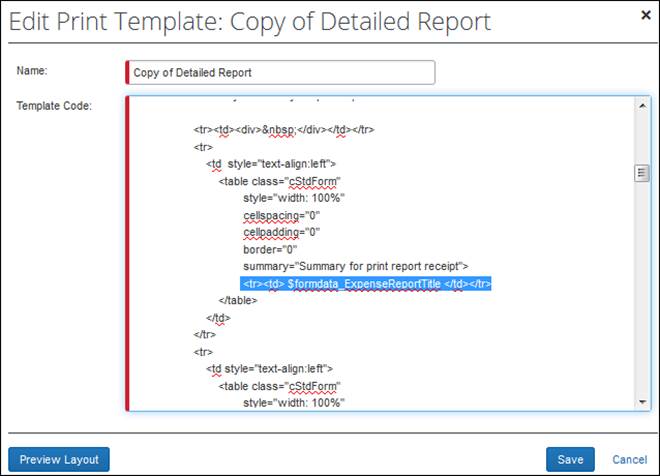 Edit Print Template: Copy of Detailed Report
Name:
Copy of Detailed Report
Template Code:
<tr><td><div>&nbsp;</div></td></tr>
<tr>
<td  style="text-align:left">
<table class="cStdForm"
style="width: 100%"
cellspacing="0"
cellpadding="0"
border="0"
summary="Summary for print report receipt">
<tr><td> $formdata_ExpenseReportTitle </td></tr>
</table>
</td>
</tr>
<tr>
<td style="text-align:left">
<table class="cStdForm"
style="width: 100%"
Preview Layout
Save
Cancel